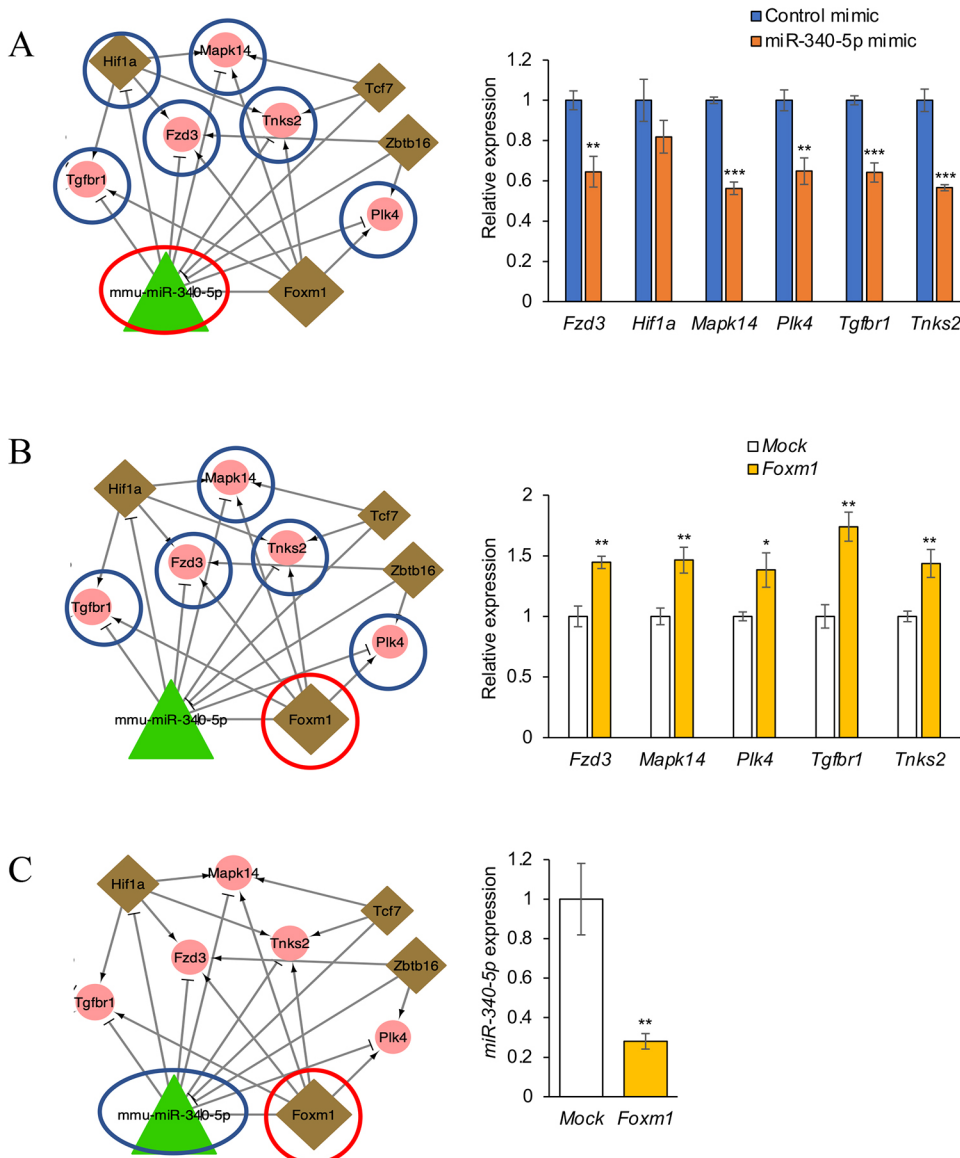 A
Hif1a
Mapk14
Tcf7
Tnks2
Fzd3
Zbtb16
Tgfbr1
Plk4
mmu-miR-340-5p
Foxm1
Control mimic
miR-340-5p mimic
Relative expression
1.2
1
0.8
0.6
0.4
0.2
0
**
***
**
***
***
Fzd3 Hif1a Mapk14 Plk4 Tgfbr1 Tnks2
B
Mapk14
Hif1a
Tcf7
Tnks2
Fzd3
Zbtb16
Tgfbr1
Plk4
mmu-miR-340-5p
Foxm1
Mock
Foxm1
Relative expression
2
1.5
1
0.5
0
**
**
*
**
**
Fzd3 Mapk14 Plk4 Tgfbr1 Tnks2
C
Mapk14
Hif1a
Tcf7
Tnks2
Fzd3
Zbtb16
Tgfbr1
Plk4
mmu-miR-340-5p
Foxm1
miR-340-5p expression
1.2
1
0.8
0.6
0.4
0.2
0
**
Mock Foxm1